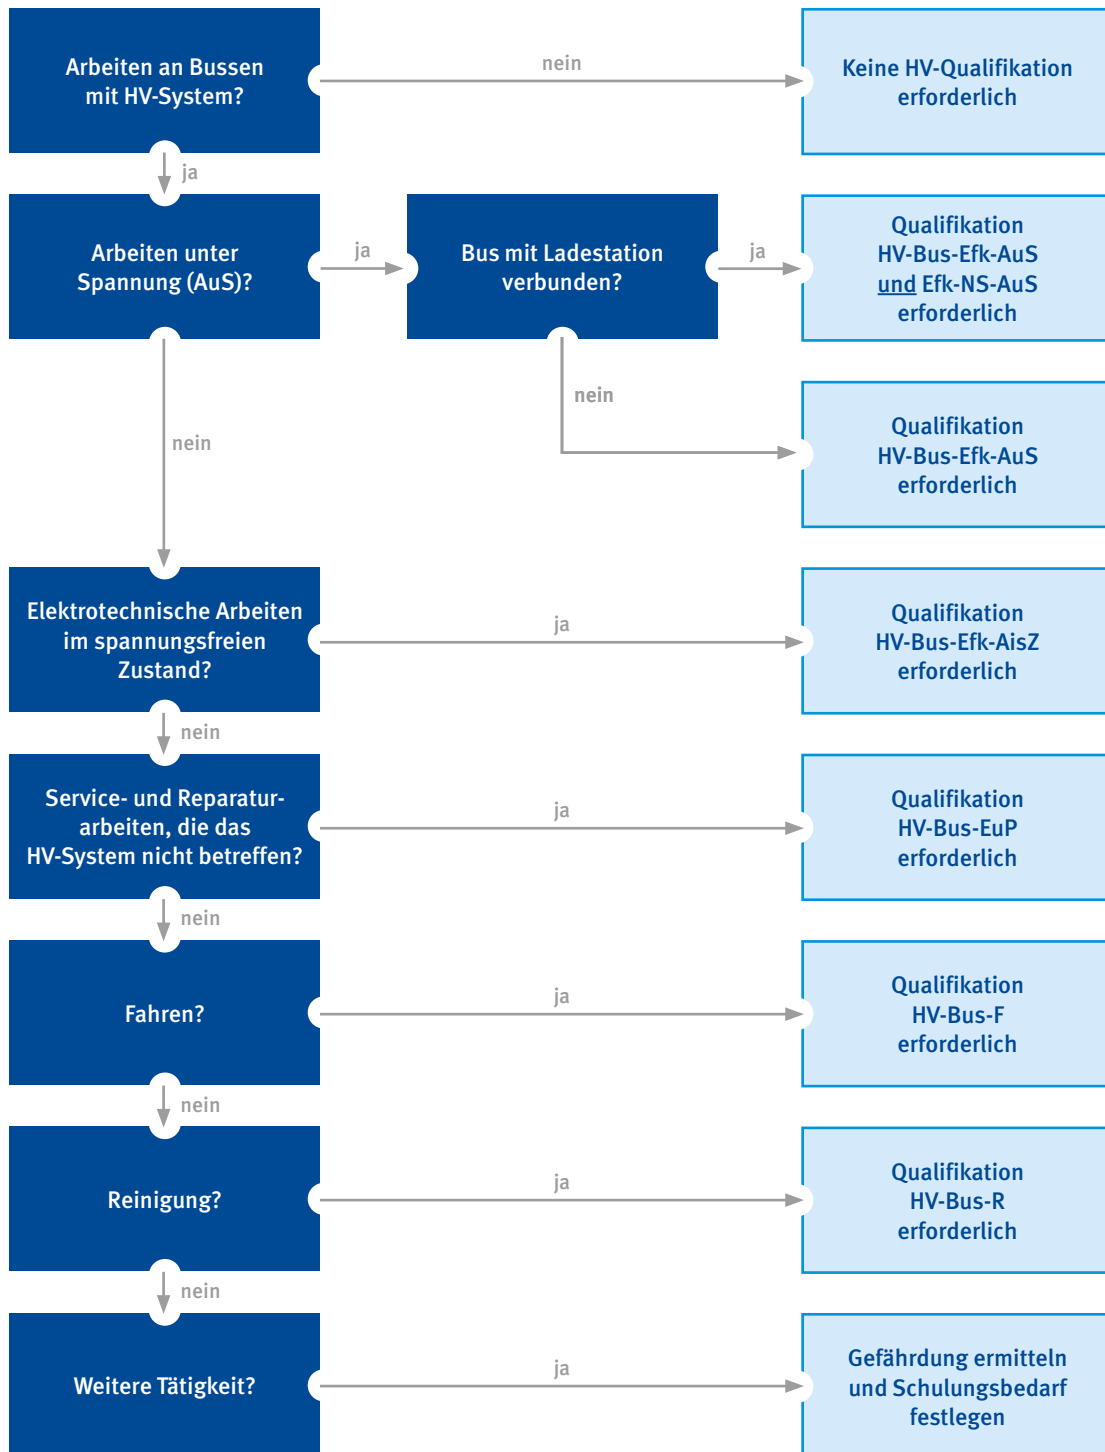 Arbeiten an Bussen
mit HV-System?
nein
Keine HV-Qualifikation
erforderlich
ja
Arbeiten unter
Spannung (AuS)?
ja
Bus mit Ladestation
verbunden?
ja
Qualifikation
HV-Bus-Efk-AuS
und Efk-NS-AuS
erforderlich
nein
Qualifikation
HV-Bus-Efk-AuS
erforderlich
nein
Elektrotechnische Arbeiten
im spannungsfreien
Zustand?
ja
Qualifikation
HV-Bus-Efk-AisZ
erforderlich
nein
Service- und Reparatur-
arbeiten, die das
HV-System nicht betreffen?
ja
Qualifikation
HV-Bus-EuP
erforderlich
nein
Fahren?
ja
Qualifikation
HV-Bus-F
erforderlich
nein
Reinigung?
ja
Qualifikation
HV-Bus-R
erforderlich
nein
Weitere Tätigkeit?
ja
Gefährdung ermitteln
und Schulungsbedarf
festlegen